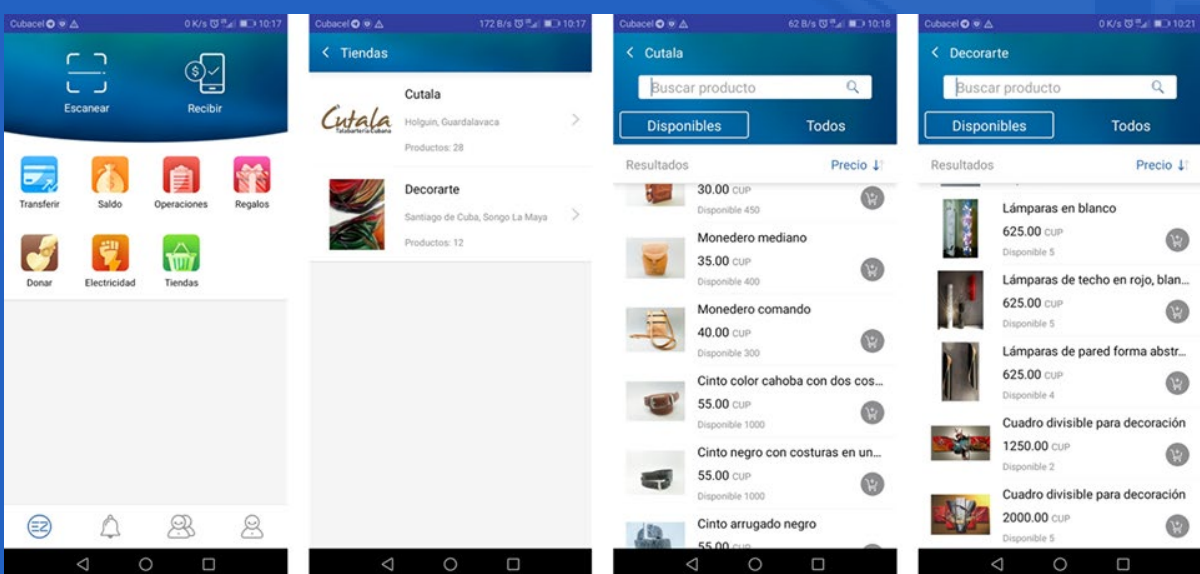 Cubacel 0 K/s 10:17
Escanear
Recibir
Transferir
Saldo
Operaciones
Regalos
Donar
Electricidad
Tiendas
EZ
Cubacel 172 B/s 10:17
Tiendas
Cutala
Talabartería Cubana
Cutala
Holguin, Guardalavaca
Productos: 28
Decorarte
Santiago de Cuba, Songo La Maya
Productos: 12
Cubacel 62 B/s 10:18
Cutala
Buscar producto
Disponibles
Todos
Resultados
Precio
30.00 CUP
Disponible 450
Monedero mediano
35.00 CUP
Disponible 400
Monedero comando
40.00 CUP
Disponible 300
Cinto color cahoba con dos cos...
55.00 CUP
Disponible 1000
Cinto negro con costuras en un...
55.00 CUP
Disponible 1000
Cinto arrugado negro
55.00 CUP
Cubacel 0 K/s 10:21
Decorarte
Buscar producto
Disponibles
Todos
Resultados
Precio
Lámparas en blanco
625.00 CUP
Disponible 5
Lámparas de techo en rojo, blan...
625.00 CUP
Disponible 5
Lámparas de pared forma abstr...
625.00 CUP
Disponible 4
Cuadro divisible para decoración
1250.00 CUP
Disponible 2
Cuadro divisible para decoración
2000.00 CUP
Disponible 5